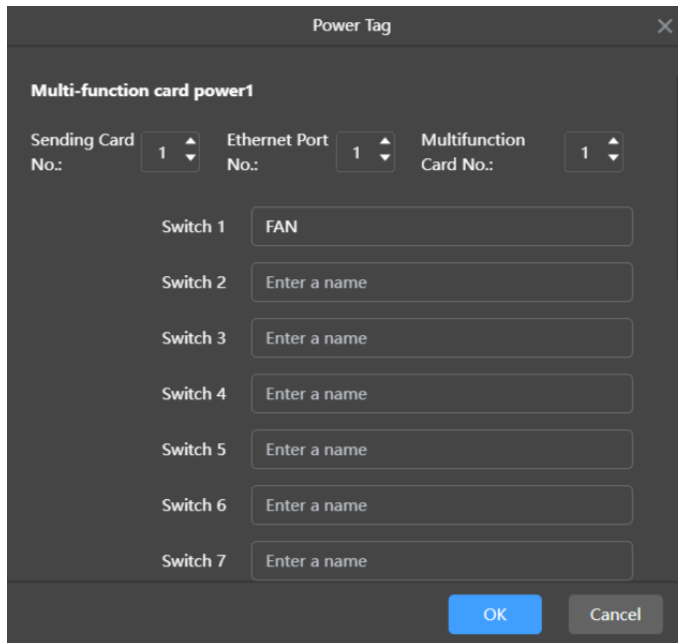 Power Tag
Multi-function card power1
Sending Card No.: 1 Ethernet Port No.: 1 Multifunction Card No.: 1
Switch 1 FAN
Switch 2 Enter a name
Switch 3 Enter a name
Switch 4 Enter a name
Switch 5 Enter a name
Switch 6 Enter a name
Switch 7 Enter a name
OK Cancel